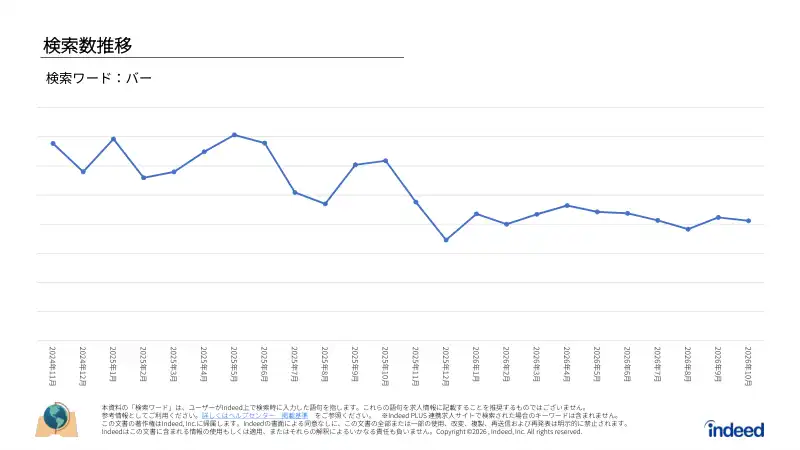 検索数推移
検索ワード：バー
2024年11月
2024年12月
2025年1月
2025年2月
2025年3月
2025年4月
2025年5月
2025年6月
2025年7月
2025年8月
2025年9月
2025年10月
2025年11月
2025年12月
2026年1月
2026年2月
2026年3月
2026年4月
2026年5月
2026年6月
2026年7月
2026年8月
2026年9月
2026年10月
本資料の「検索ワード」は、ユーザーがIndeed上で検索時に入力した語句を指します。これらの語句を求人情報に記載することを推奨するものではございません。
参考情報としてご利用ください。詳しくはヘルプセンター 掲載基準 をご参照ください。 ※Indeed PLUS 連携求人サイトで検索された場合のキーワードは含まれません。
この文書の著作権はIndeed, Inc.に帰属します。Indeedの書面による同意なしに、この文書の全部または一部の使用、改変、複製、再送信および再発表は明示的に禁止されます。
Indeedはこの文書に含まれる情報の使用もしくは適用、またはそれらの解釈によるいかなる責任も負いません。Copyright ©2026 , Indeed, Inc. All rights reserved.
indeed